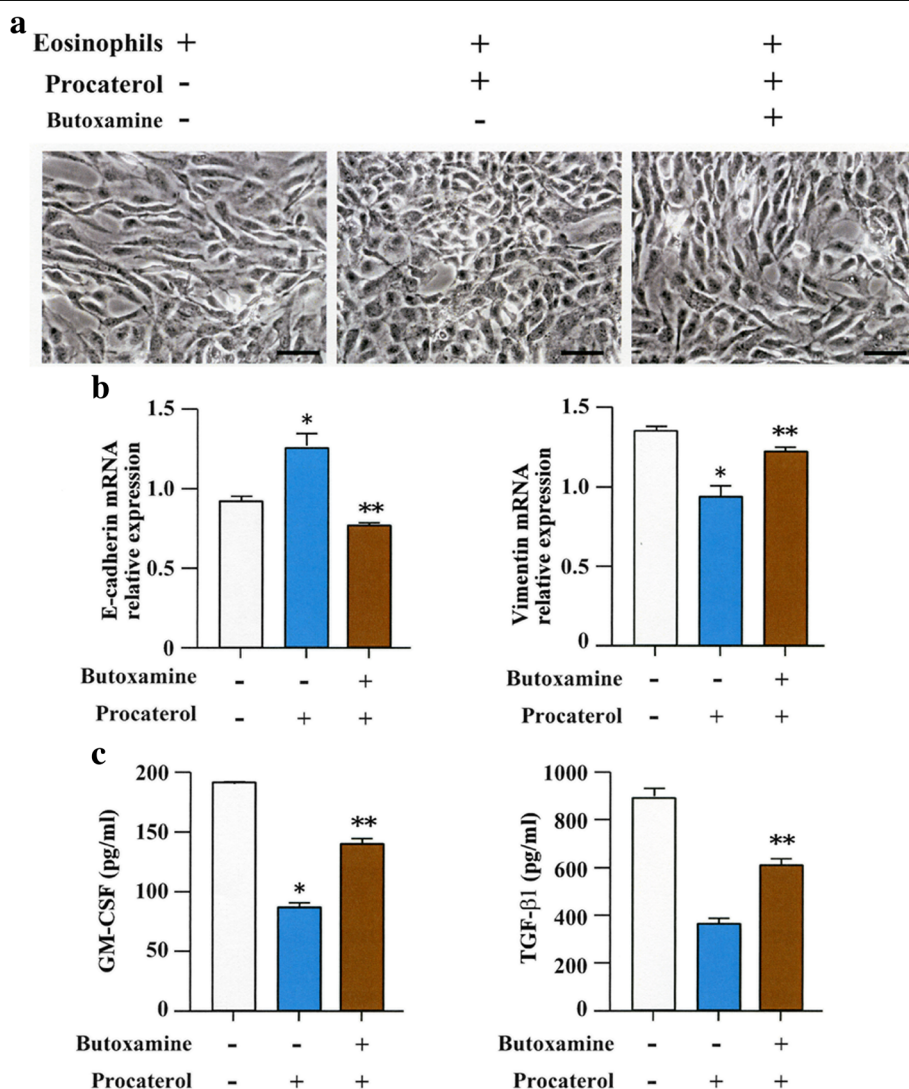 a
Eosinophils + + +
Procaterol - + +
Butoxamine - - +
b
E-cadherin mRNA
relative expression
1.5
1.0
0.5
0
*
**
Butoxamine - - +
Procaterol - + +
Vimentin mRNA
relative expression
1.5
1.0
0.5
0
*
**
Butoxamine - - +
Procaterol - + +
c
GM-CSF (pg/ml)
200
150
100
50
0
*
**
Butoxamine - - +
Procaterol - + +
TGF-β1 (pg/ml)
1000
800
600
400
200
0
**
Butoxamine - - +
Procaterol - + +